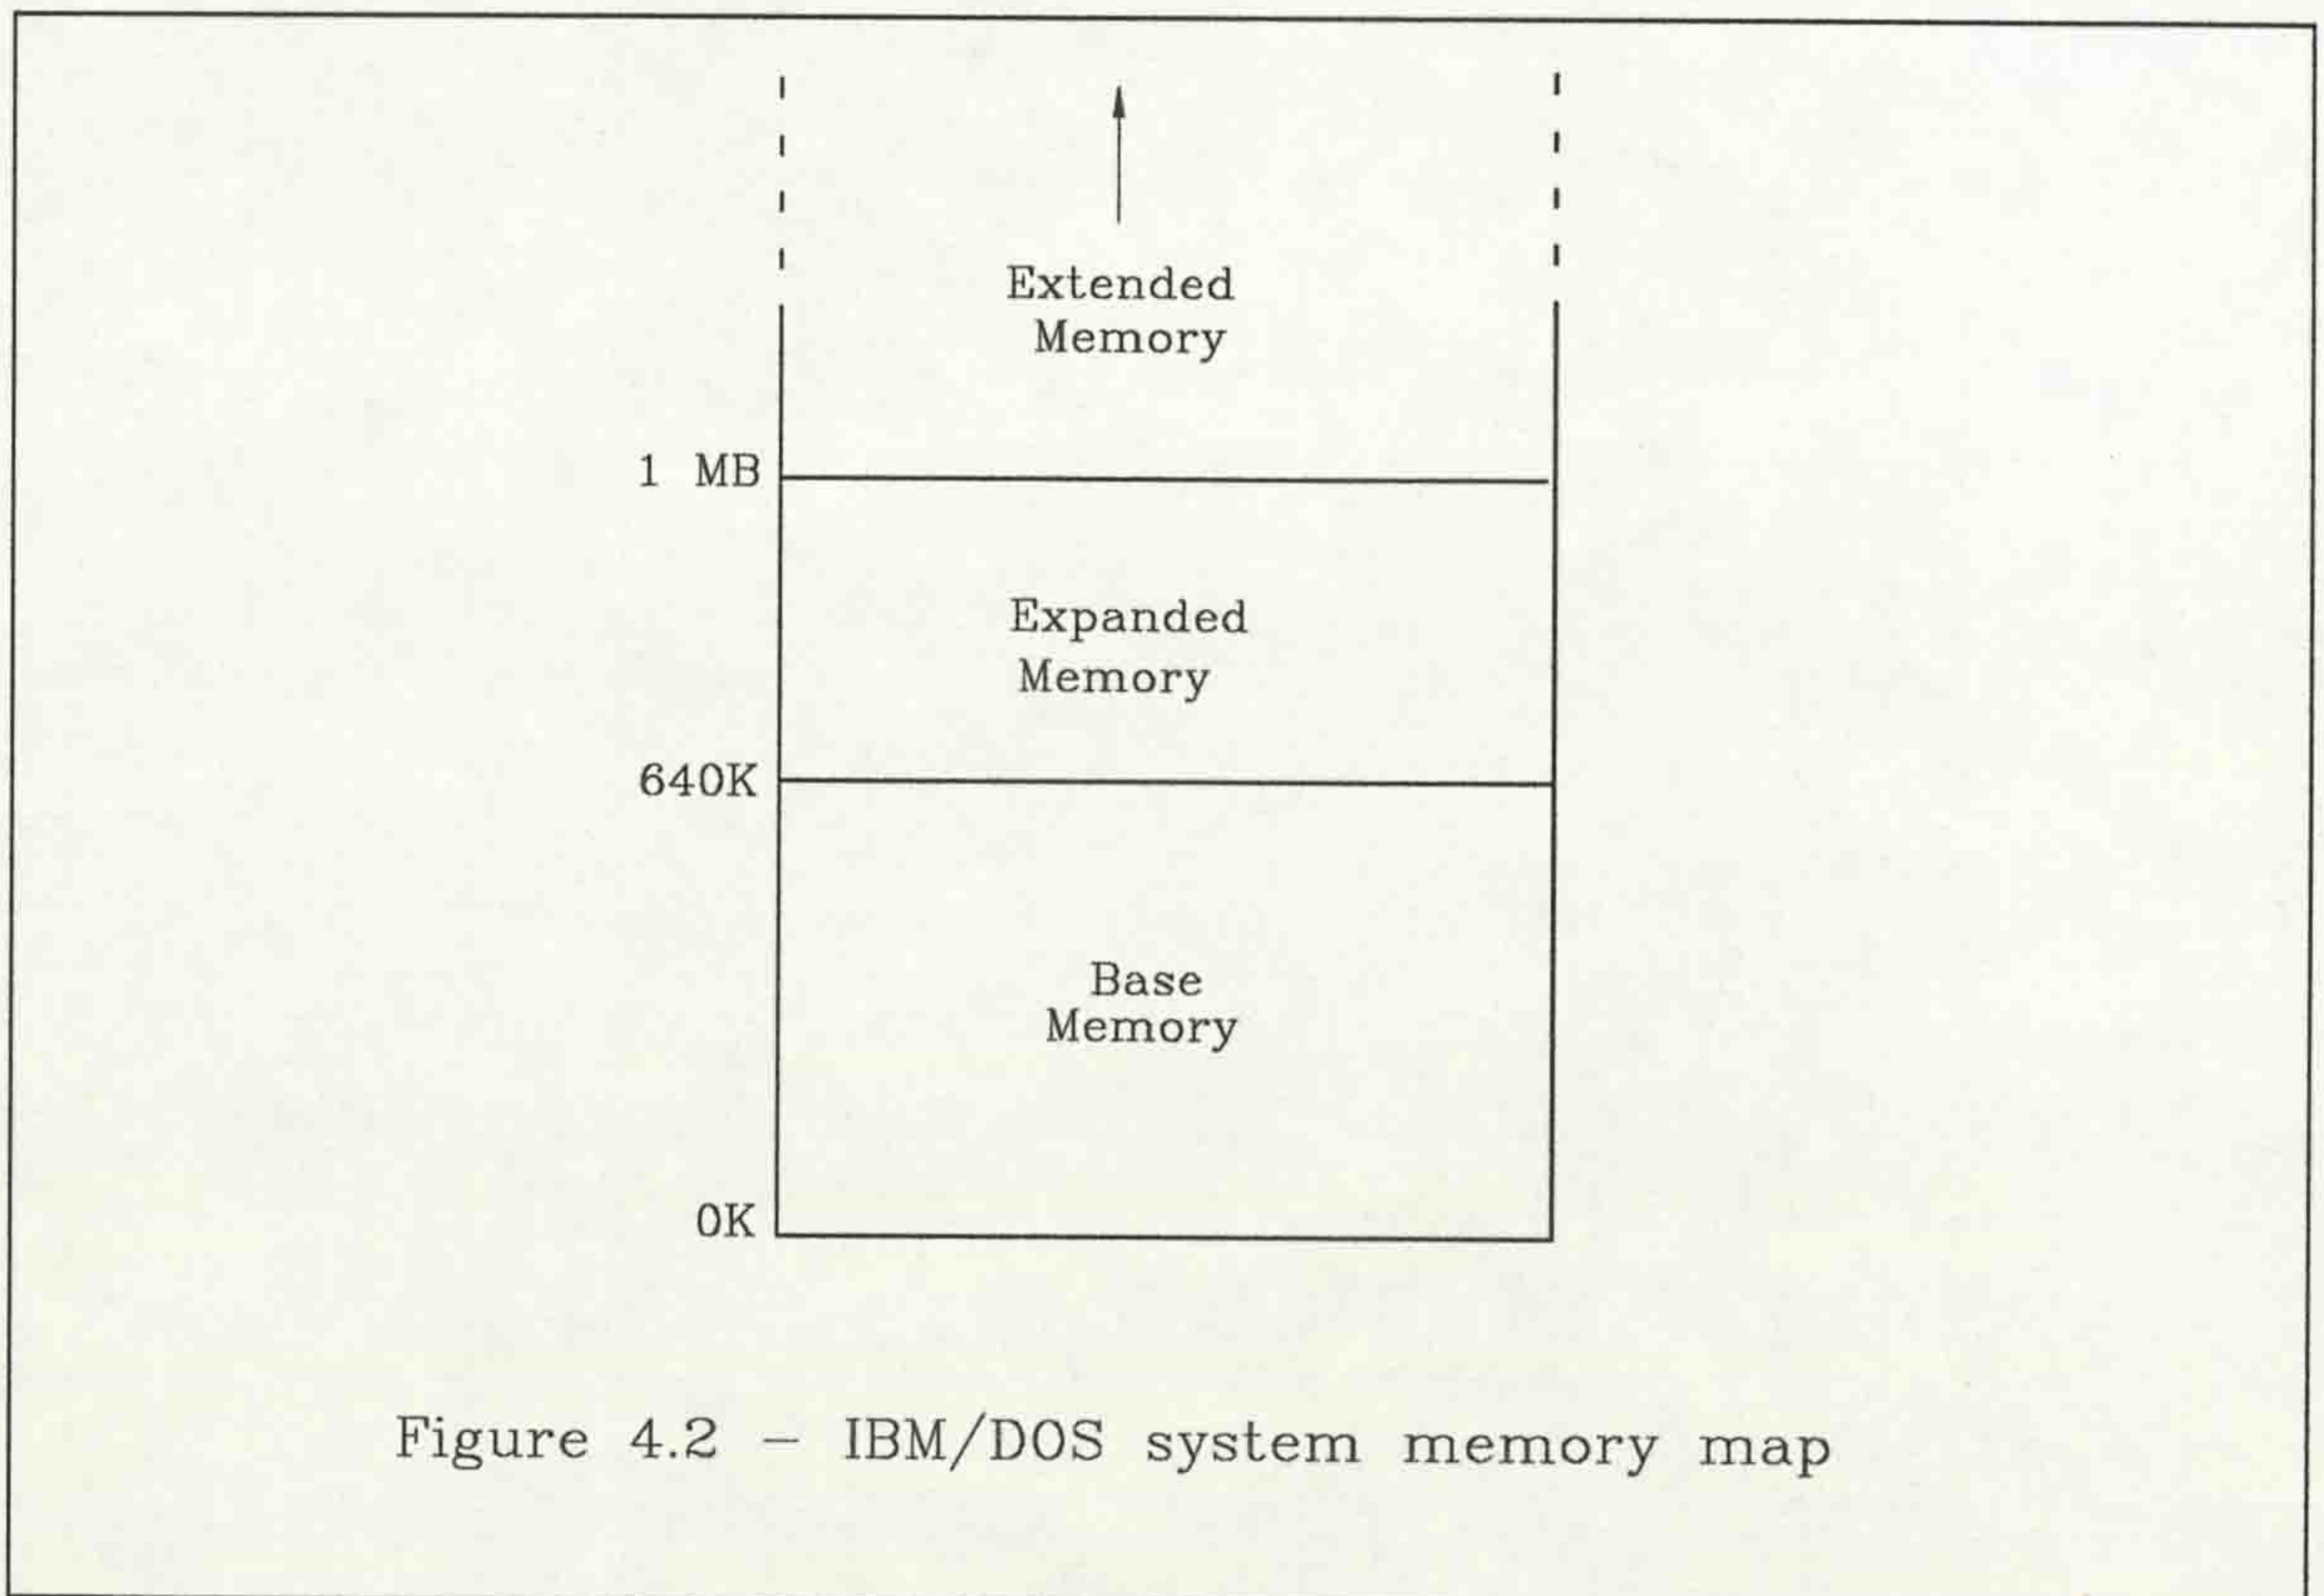 Extended
Memory
1 MB
Expanded
Memory
640K
Base
Memory
0K
Figure 4.2 - IBM/DOS system memory map